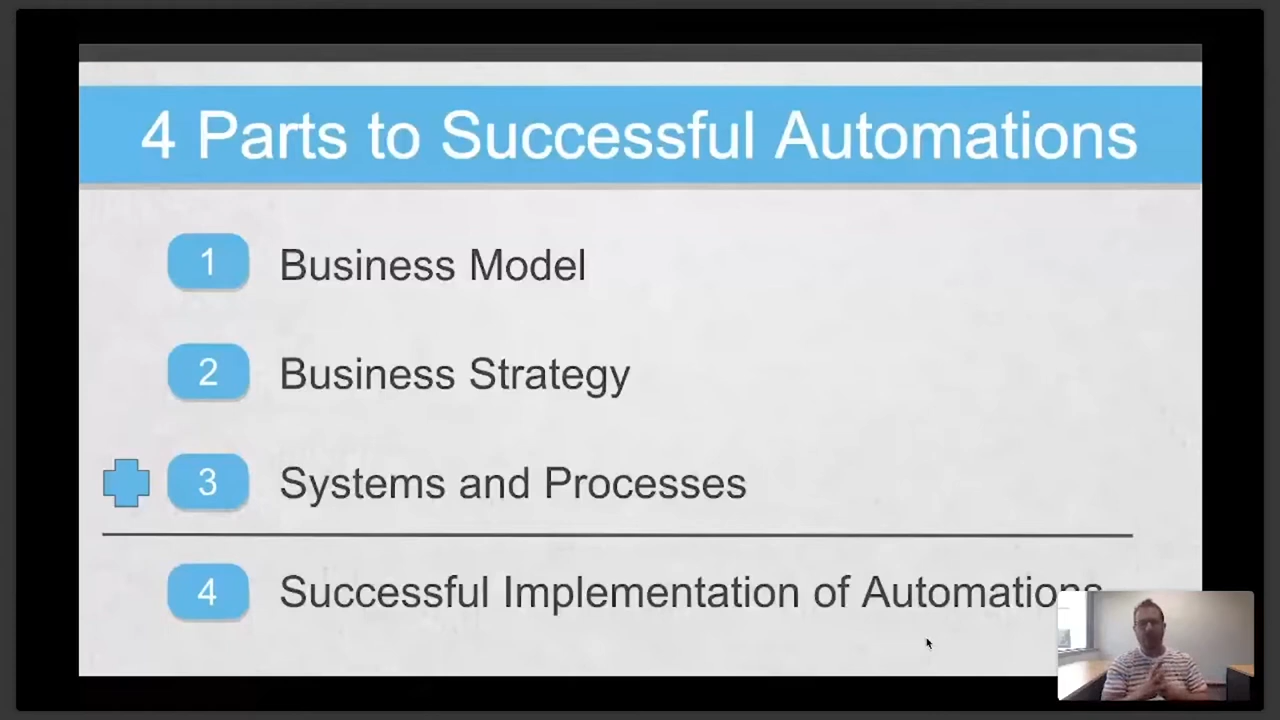 4 Parts to Successful Automations
1 Business Model
2 Business Strategy
3 Systems and Processes
4 Successful Implementation of Automations